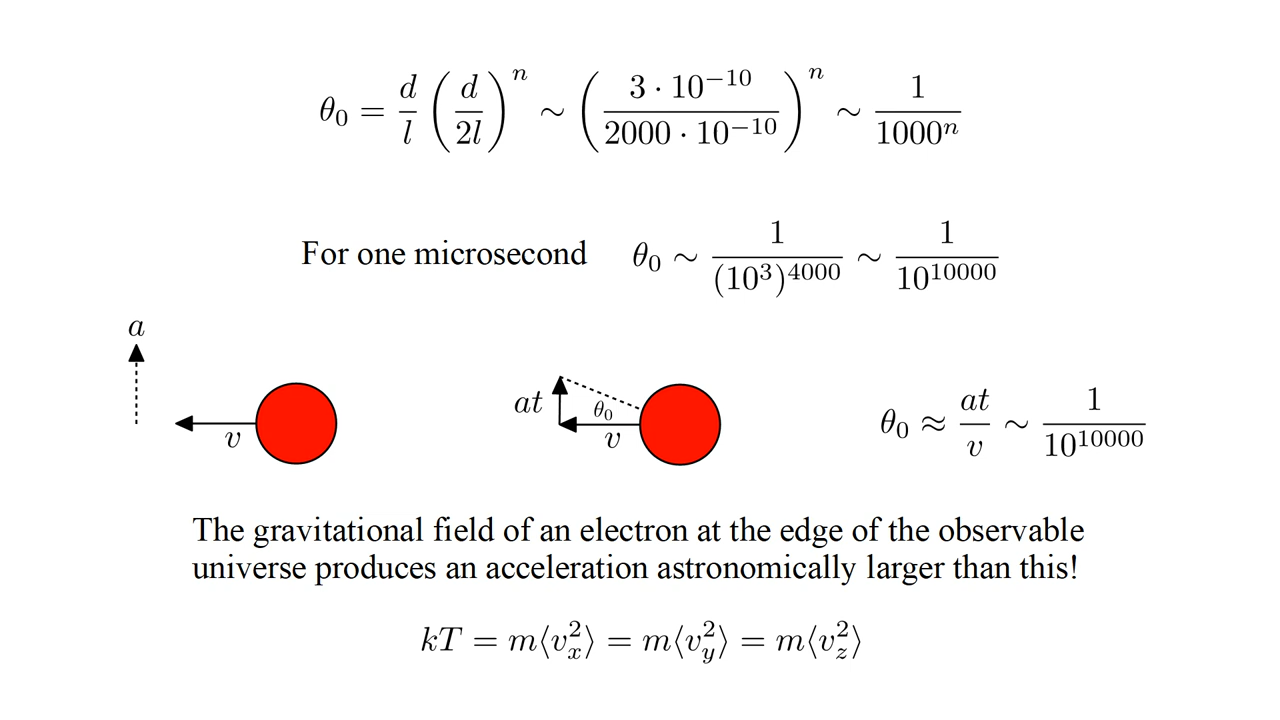 θ₀ = d/l (d/2l)ⁿ ∼ (3 · 10⁻¹⁰ / 2000 · 10⁻¹⁰)ⁿ ∼ 1/1000ⁿ
For one microsecond θ₀ ∼ 1/(10³)⁴⁰⁰⁰ ∼ 1/10¹⁰⁰⁰⁰
a
v
at θ₀ v
θ₀ ≈ at/v ∼ 1/10¹⁰⁰⁰⁰
The gravitational field of an electron at the edge of the observable
universe produces an acceleration astronomically larger than this!
kT = m⟨v²ₓ⟩ = m⟨v²_y⟩ = m⟨v²_z⟩